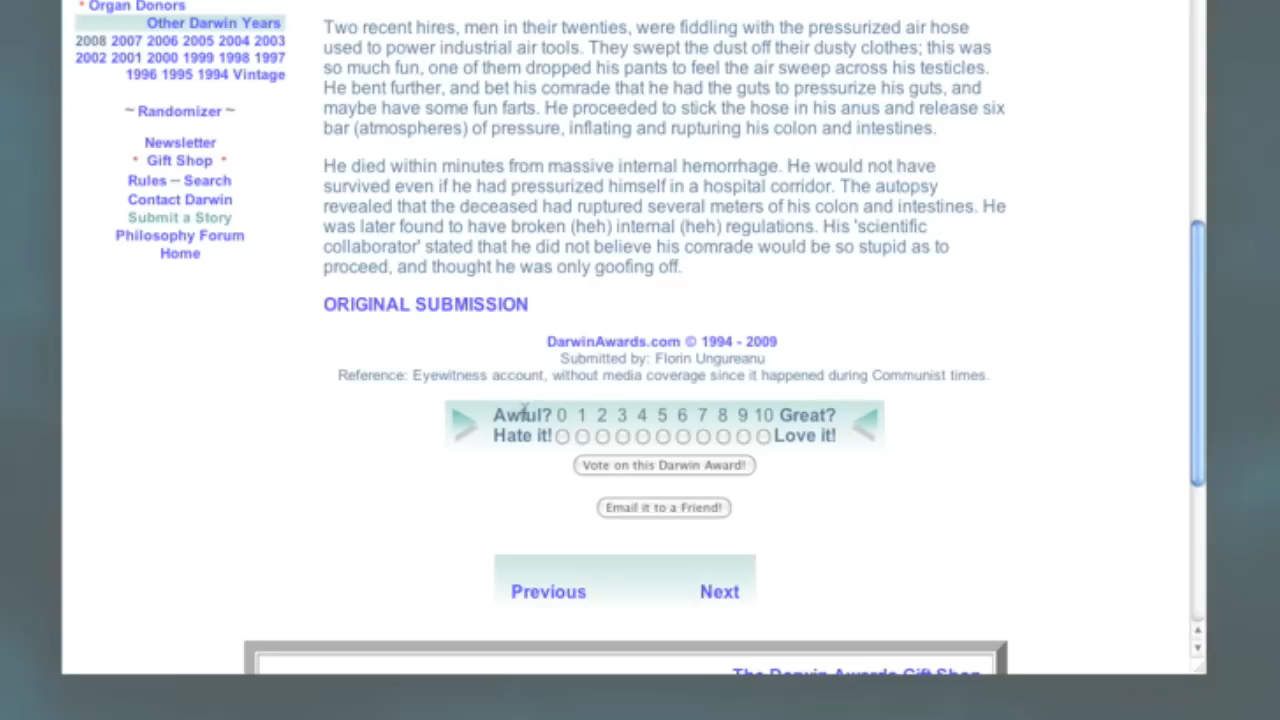 * Organ Donors
Other Darwin Years
2008 2007 2006 2005 2004 2003
2002 2001 2000 1999 1998 1997
1996 1995 1994 Vintage
~ Randomizer ~
Newsletter
* Gift Shop *
Rules – Search
Contact Darwin
Submit a Story
Philosophy Forum
Home
Two recent hires, men in their twenties, were fiddling with the pressurized air hose
used to power industrial air tools. They swept the dust off their dusty clothes; this was
so much fun, one of them dropped his pants to feel the air sweep across his testicles.
He bent further, and bet his comrade that he had the guts to pressurize his guts, and
maybe have some fun farts. He proceeded to stick the hose in his anus and release six
bar (atmospheres) of pressure, inflating and rupturing his colon and intestines.
He died within minutes from massive internal hemorrhage. He would not have
survived even if he had pressurized himself in a hospital corridor. The autopsy
revealed that the deceased had ruptured several meters of his colon and intestines. He
was later found to have broken (heh) internal (heh) regulations. His 'scientific
collaborator' stated that he did not believe his comrade would be so stupid as to
proceed, and thought he was only goofing off.
ORIGINAL SUBMISSION
DarwinAwards.com © 1994 - 2009
Submitted by: Florin Ungureanu
Reference: Eyewitness account, without media coverage since it happened during Communist times.
Awful? 0 1 2 3 4 5 6 7 8 9 10 Great?
Hate it! Love it!
Vote on this Darwin Award!
Email it to a Friend!
Previous Next
The Darwin Awards Gift Shop